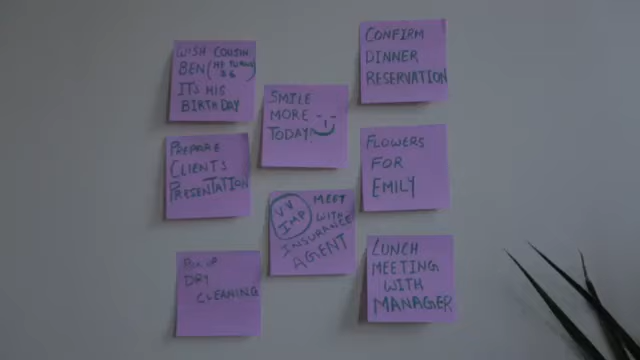 WISH COUSIN
BEN (HE TURNS
36)
ITS HIS
BIRTHDAY
PREPARE
CLIENTS
PRESENTATION
PICK UP
DRY
CLEANING
SMILE
MORE
TODAY!
VV
IMP
MEET
WITH
INSURANCE
AGENT
CONFIRM
DINNER
RESERVATION
FLOWERS
FOR
EMILY
LUNCH
MEETING
WITH
MANAGER